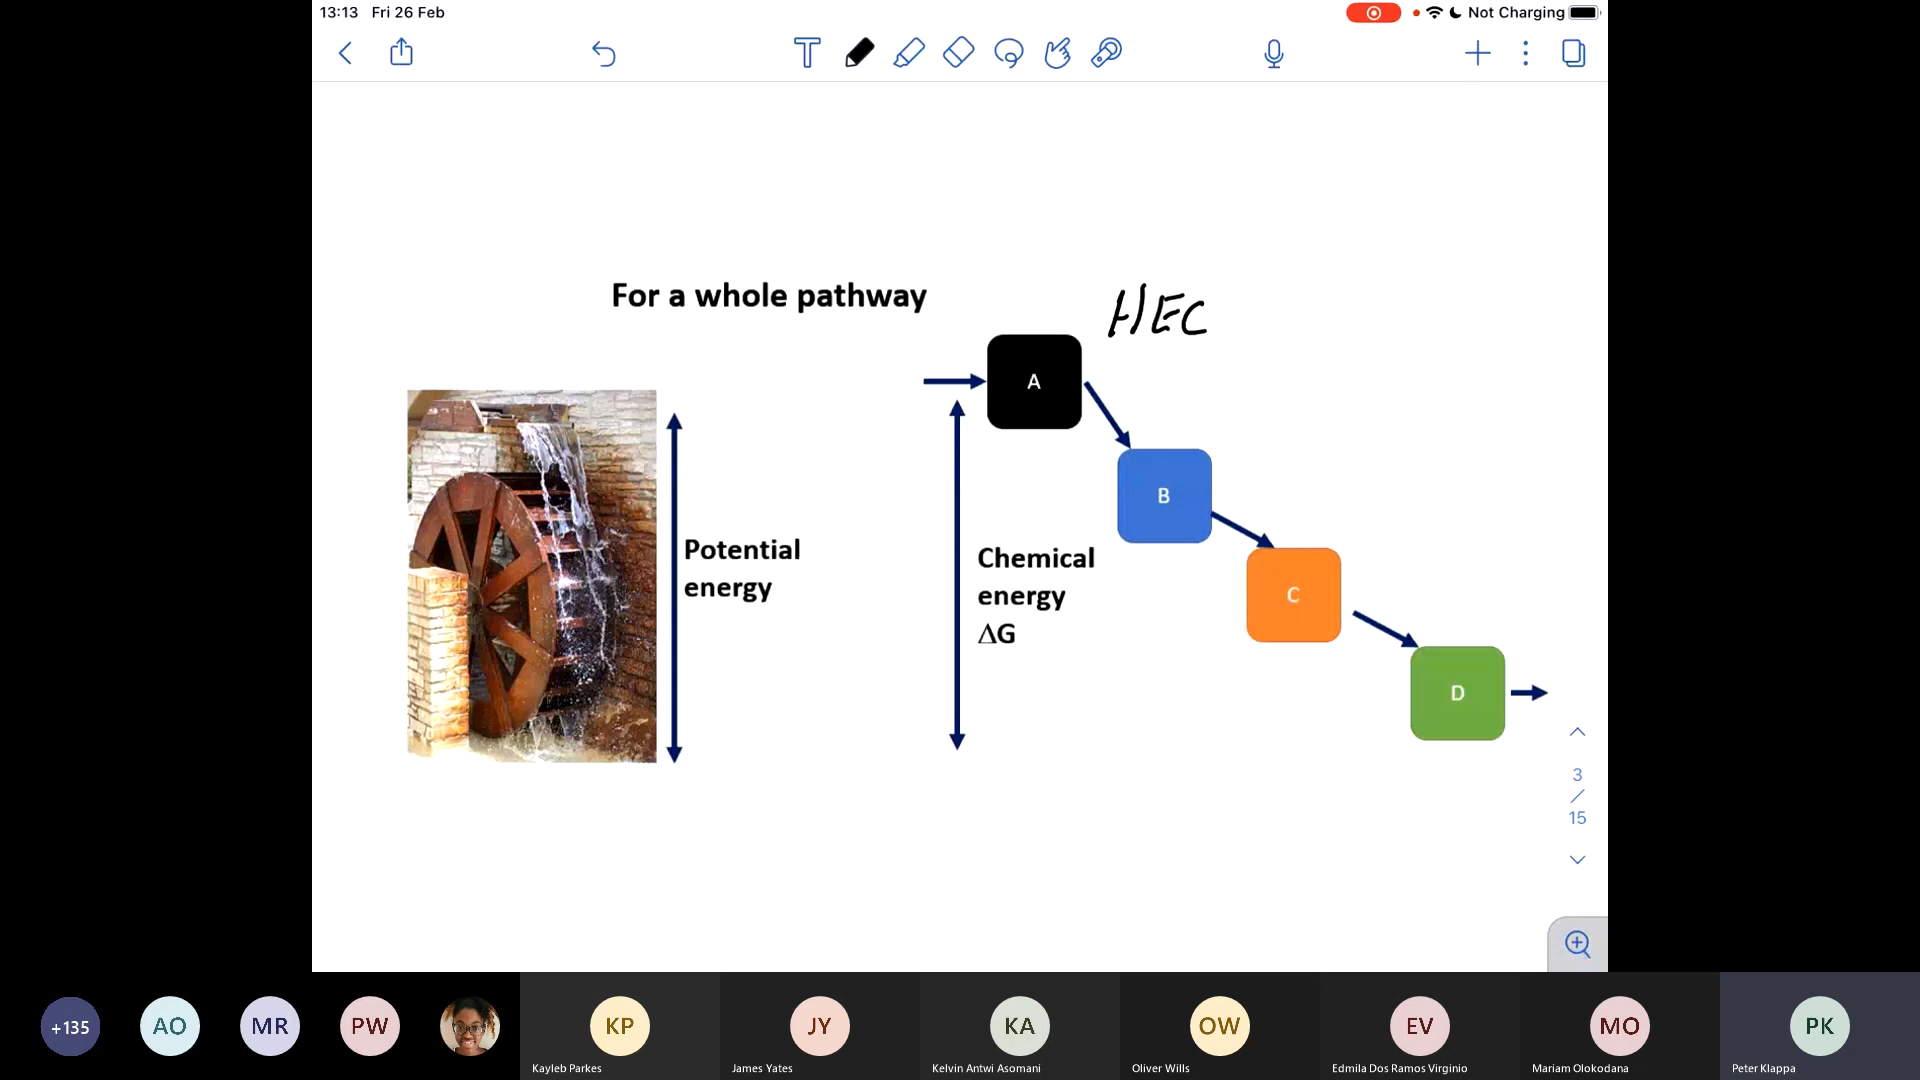 13:13 Fri 26 Feb
Not Charging
T
For a whole pathway
HEC
A
B
Potential
energy
Chemical
energy
ΔG
C
D
3
/
15
+135
AO
MR
PW
KP
JY
KA
OW
EV
MO
PK
Kayleb Parkes
James Yates
Kelvin Antwi Asomani
Oliver Wills
Edmila Dos Ramos Virginio
Mariam Olokodana
Peter Klappa